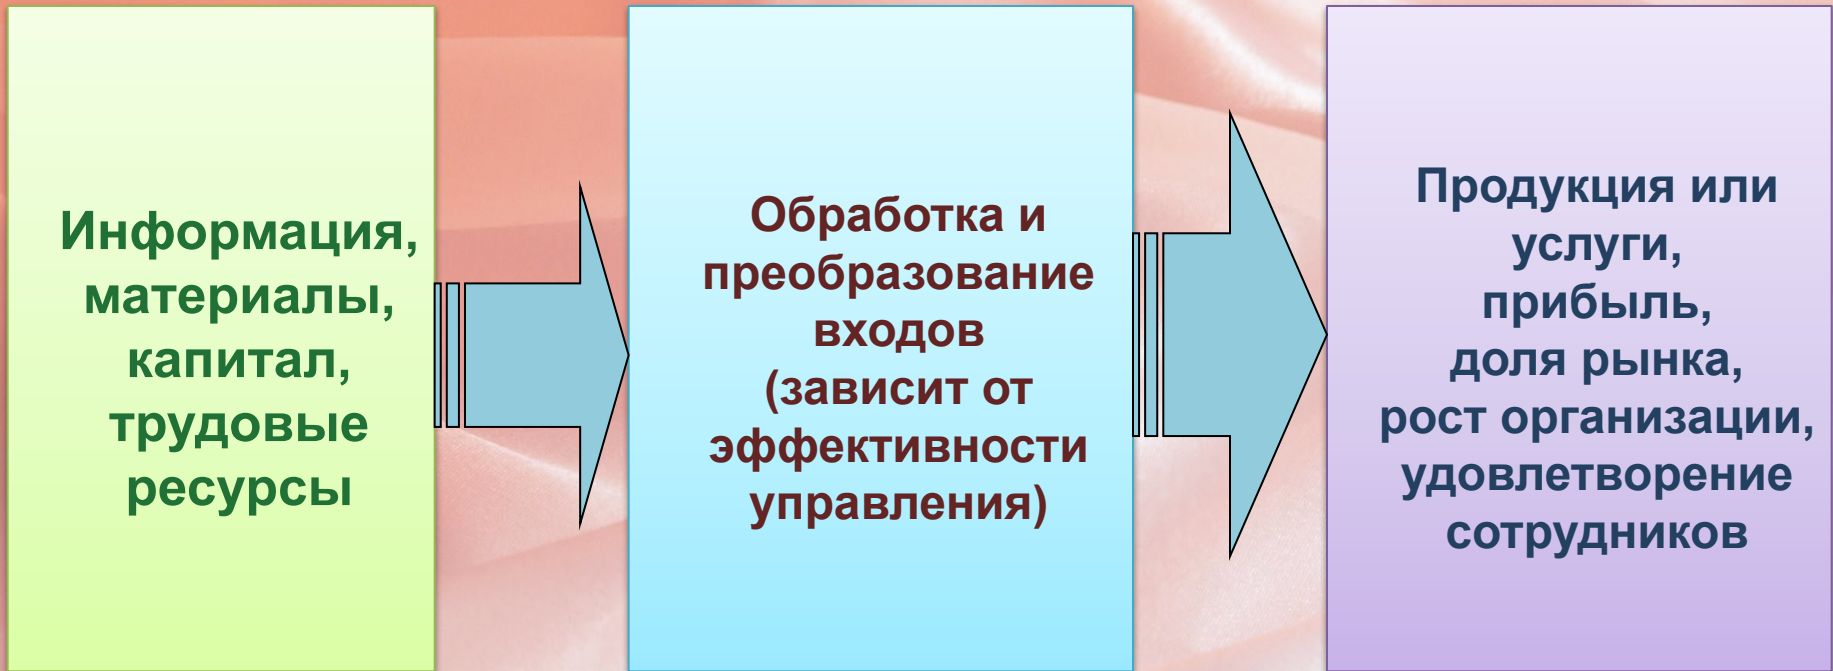 Информация,
материалы,
капитал,
трудовые
ресурсы
Обработка и
преобразование
входов
(зависит от
эффективности
управления)
Продукция или
услуги,
прибыль,
доля рынка,
рост организации,
удовлетворение
сотрудников